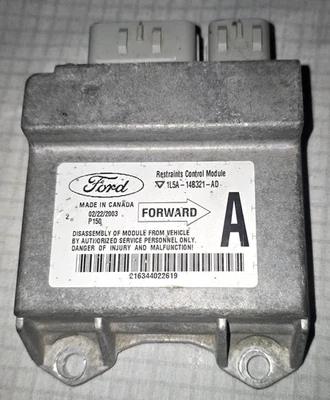 Ford
Restraints Control Module
1L5A-14B321-AD
MADE IN CANADA
02/22/2003
2 P150
FORWARD
A
DISASSEMBLY OF MODULE FROM VEHICLE
BY AUTHORIZED SERVICE PERSONNEL ONLY.
DANGER OF INJURY AND MALFUNCTION!
216344022619